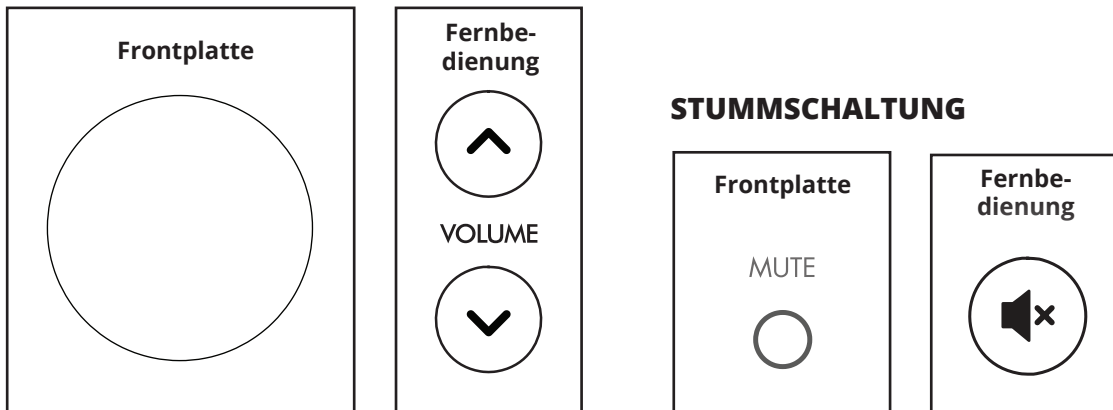 Frontplatte
Fernbe-
dienung
VOLUME
STUMMSCHALTUNG
Frontplatte
MUTE
Fernbe-
dienung